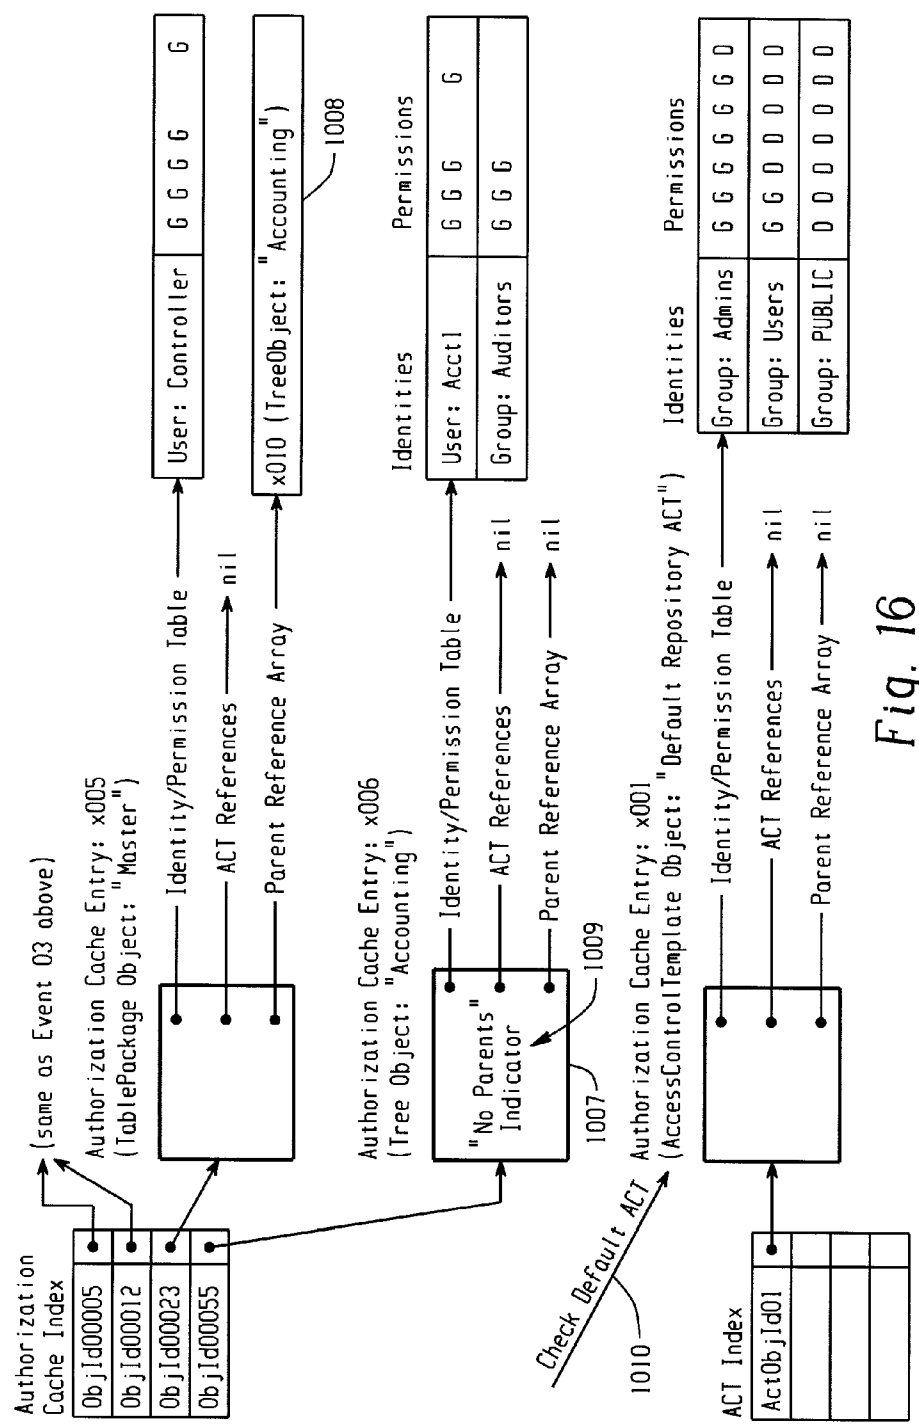 Authorization
Cache Index
ObjId00005
ObjId00012
ObjId00023
ObjId00055
(same as Event 03 above)
Authorization Cache Entry: x005
(TablePackage Object: "Master")
Identity/Permission Table
ACT References
nil
Parent Reference Array
User: Controller
G G G G G
x010 (TreeObject: "Accounting")
1008
Authorization Cache Entry: x006
(Tree Object: "Accounting")
"No Parents"
Indicator
1009
1007
Identity/Permission Table
ACT References
nil
Parent Reference Array
nil
Identities Permissions
User: Acctl G G G G
Group: Auditors G G G
Check Default ACT
1010
Authorization Cache Entry: x001
(AccessControlTemplate Object: "Default Repository ACT")
ACT Index
ActObjId01
Identity/Permission Table
ACT References
nil
Parent Reference Array
nil
Identities Permissions
Group: Admins G G G G G D
Group: Users G G D D D D
Group: PUBLIC D D D D D D
Fig. 16